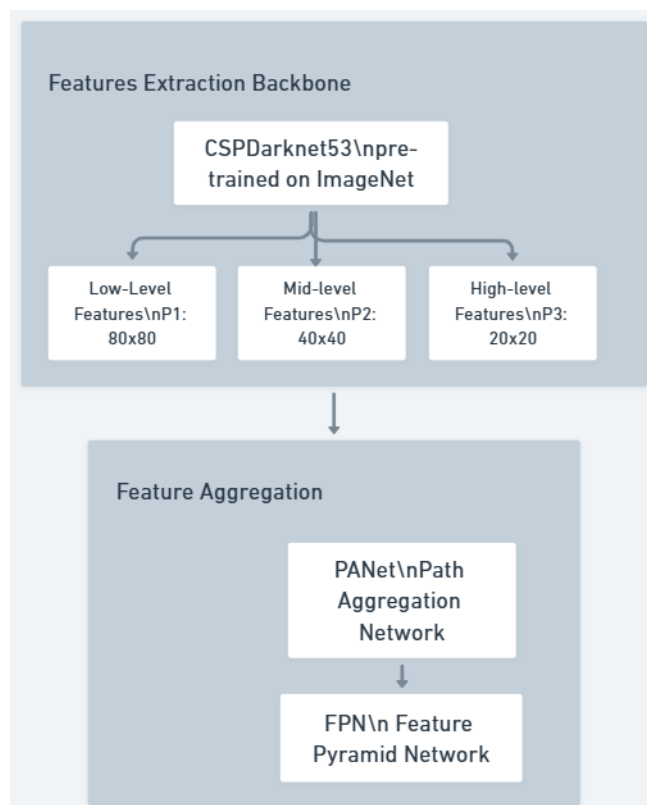 Features Extraction Backbone
CSPDarknet53\npre-
trained on ImageNet
Low-Level
Features\nP1:
80x80
Mid-level
Features\nP2:
40x40
High-level
Features\nP3:
20x20
Feature Aggregation
PANet\nPath
Aggregation
Network
FPN\n Feature
Pyramid Network